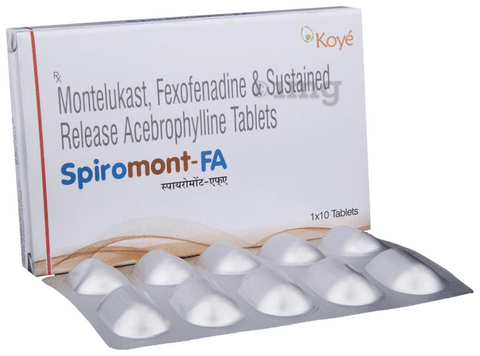 Koyé
Rx
Montelukast, Fexofenadine & Sustained
Release Acebrophylline Tablets
Spiromont-FA
स्पायरोमोंट-एफए
1x10 Tablets